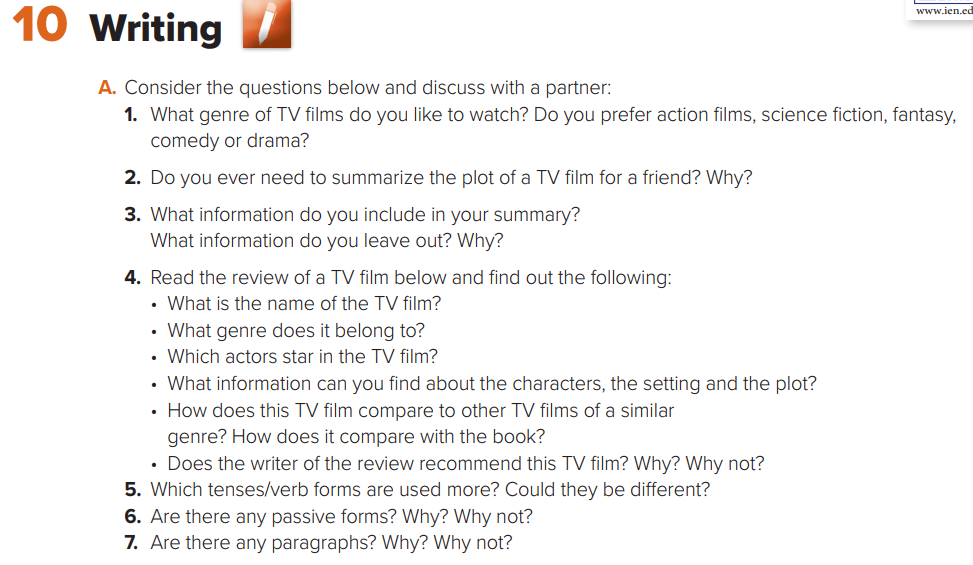 www.ien.ed
10 Writing
A. Consider the questions below and discuss with a partner:
1. What genre of TV films do you like to watch? Do you prefer action films, science fiction, fantasy,
comedy or drama?
2. Do you ever need to summarize the plot of a TV film for a friend? Why?
3. What information do you include in your summary?
What information do you leave out? Why?
4. Read the review of a TV film below and find out the following:
• What is the name of the TV film?
• What genre does it belong to?
• Which actors star in the TV film?
• What information can you find about the characters, the setting and the plot?
• How does this TV film compare to other TV films of a similar
genre? How does it compare with the book?
• Does the writer of the review recommend this TV film? Why? Why not?
5. Which tenses/verb forms are used more? Could they be different?
6. Are there any passive forms? Why? Why not?
7. Are there any paragraphs? Why? Why not?